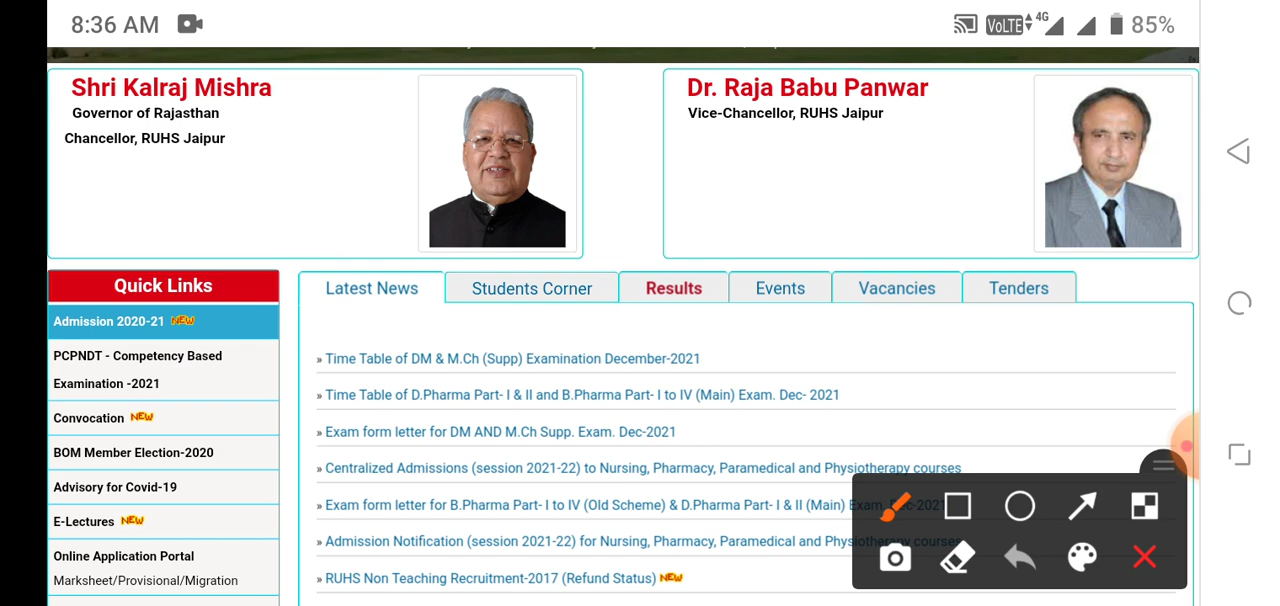 8:36 AM
VoLTE 4G 85%
Shri Kalraj Mishra
Governor of Rajasthan
Chancellor, RUHS Jaipur
Dr. Raja Babu Panwar
Vice-Chancellor, RUHS Jaipur
Quick Links
Admission 2020-21 NEW
PCPNDT - Competency Based
Examination -2021
Convocation NEW
BOM Member Election-2020
Advisory for Covid-19
E-Lectures NEW
Online Application Portal
Marksheet/Provisional/Migration
Latest News Students Corner Results Events Vacancies Tenders
» Time Table of DM & M.Ch (Supp) Examination December-2021
» Time Table of D.Pharma Part- I & II and B.Pharma Part- I to IV (Main) Exam. Dec- 2021
» Exam form letter for DM AND M.Ch Supp. Exam. Dec-2021
» Centralized Admissions (session 2021-22) to Nursing, Pharmacy, Paramedical and Physiotherapy courses
» Exam form letter for B.Pharma Part- I to IV (Old Scheme) & D.Pharma Part- I & II (Main) Exam. Dec-2021
» Admission Notification (session 2021-22) for Nursing, Pharmacy, Paramedical and Physiotherapy courses
» RUHS Non Teaching Recruitment-2017 (Refund Status) NEW